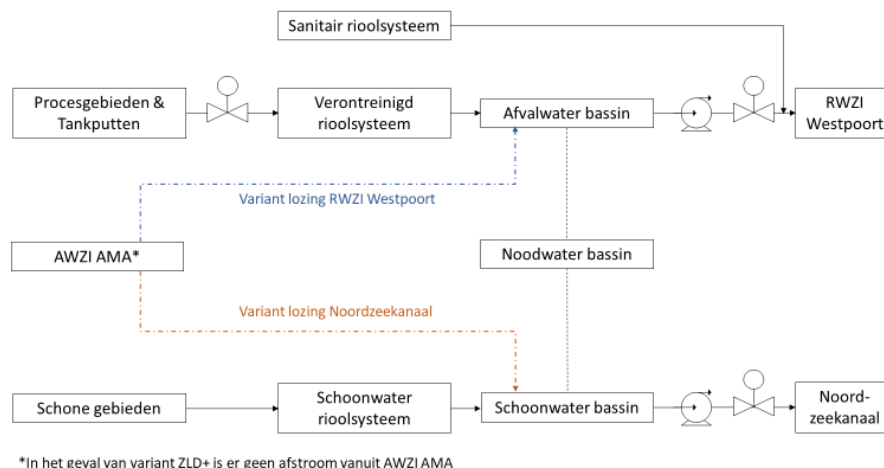 Sanitair rioolsysteem
Procesgebieden &
Tankputten
Verontreinigd
rioolsysteem
Afvalwater bassin
RWZI
Westpoort
Variant lozing RWZI Westpoort
AWZI AMA*
Noodwater bassin
Variant lozing Noordzeekanaal
Schone gebieden
Schoonwater
rioolsysteem
Schoonwater bassin
Noord-
zeekanaal
*In het geval van variant ZLD+ is er geen afstroom vanuit AWZI AMA